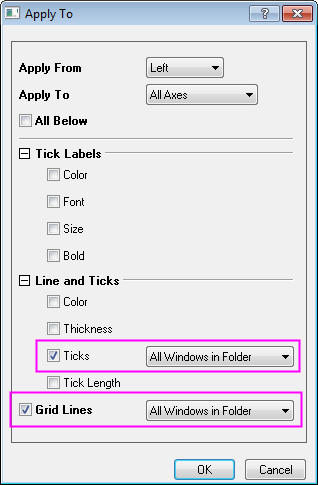 Apply To
?
Apply From Left
Apply To All Axes
All Below
Tick Labels
Color
Font
Size
Bold
Line and Ticks
Color
Thickness
Ticks All Windows in Folder
Tick Length
Grid Lines All Windows in Folder
OK Cancel